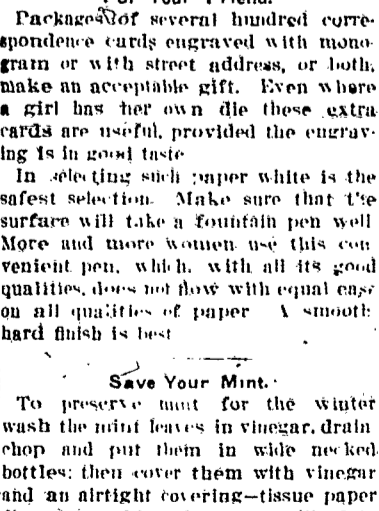 For Your Friend.
Packages of several hundred corre-
spondence cards engraved with mono-
gram or with street address, or both,
make an acceptable gift. Even where
a girl has her own die these extra
cards are useful, provided the engrav-
ing is in good taste
In selecting such paper white is the
safest selection. Make sure that the
surface will take a fountain pen well
More and more women use this con
venient pen, which, with all its good
qualities, does not flow with equal ease
on all qualities of paper A smooth
hard finish is best
Save Your Mint.
To preserve mint for the winter
wash the mint leaves in vinegar, drain
chop and put them in wide necked
bottles; then cover them with vinegar
and an airtight covering—tissue paper